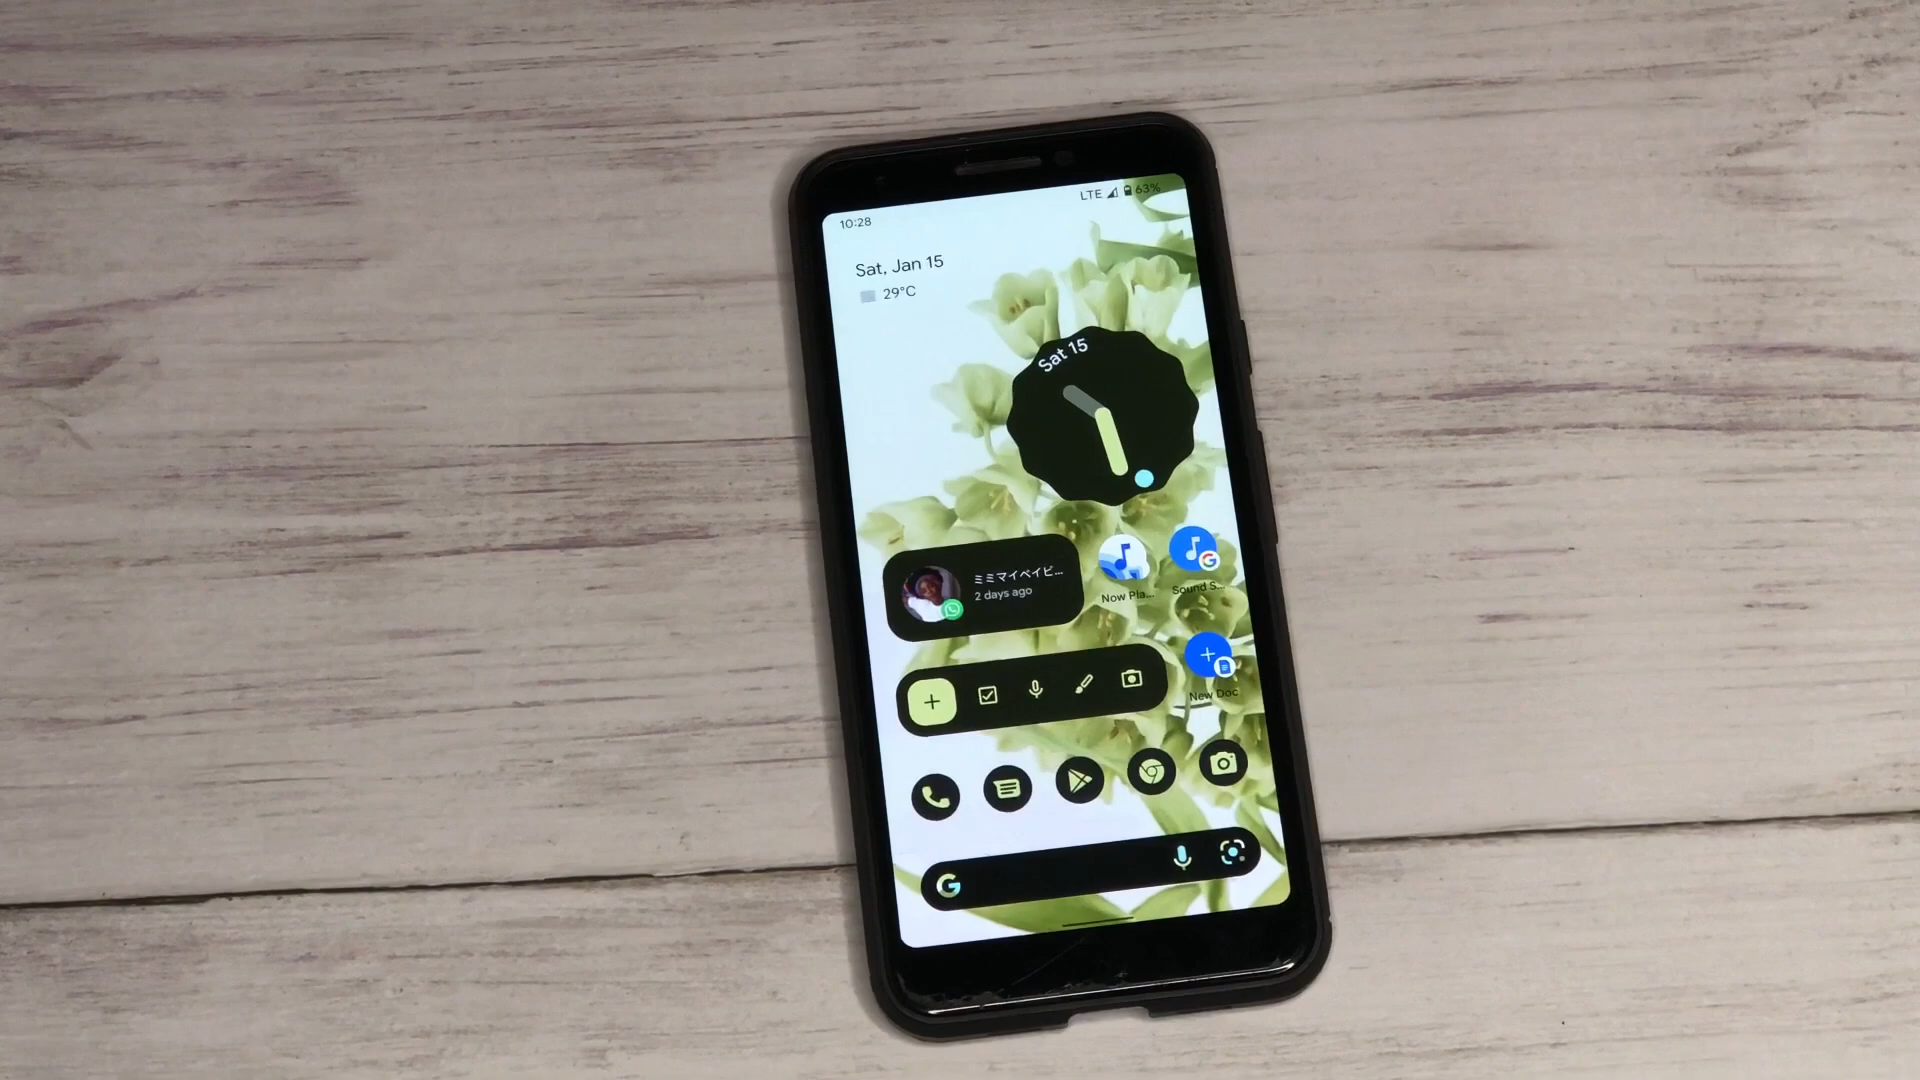 10:28
LTE 63%
Sat, Jan 15
29°C
Sat 15
ミミマイベイビ...
2 days ago
Now Pla...
Sound S...
New Doc
G